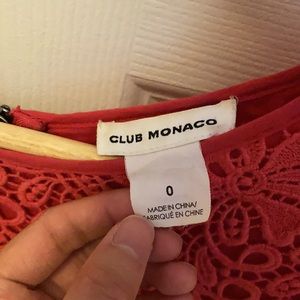 CLUB MONACO
0
MADE IN CHINA/
FABRIQUÉ EN CHINE